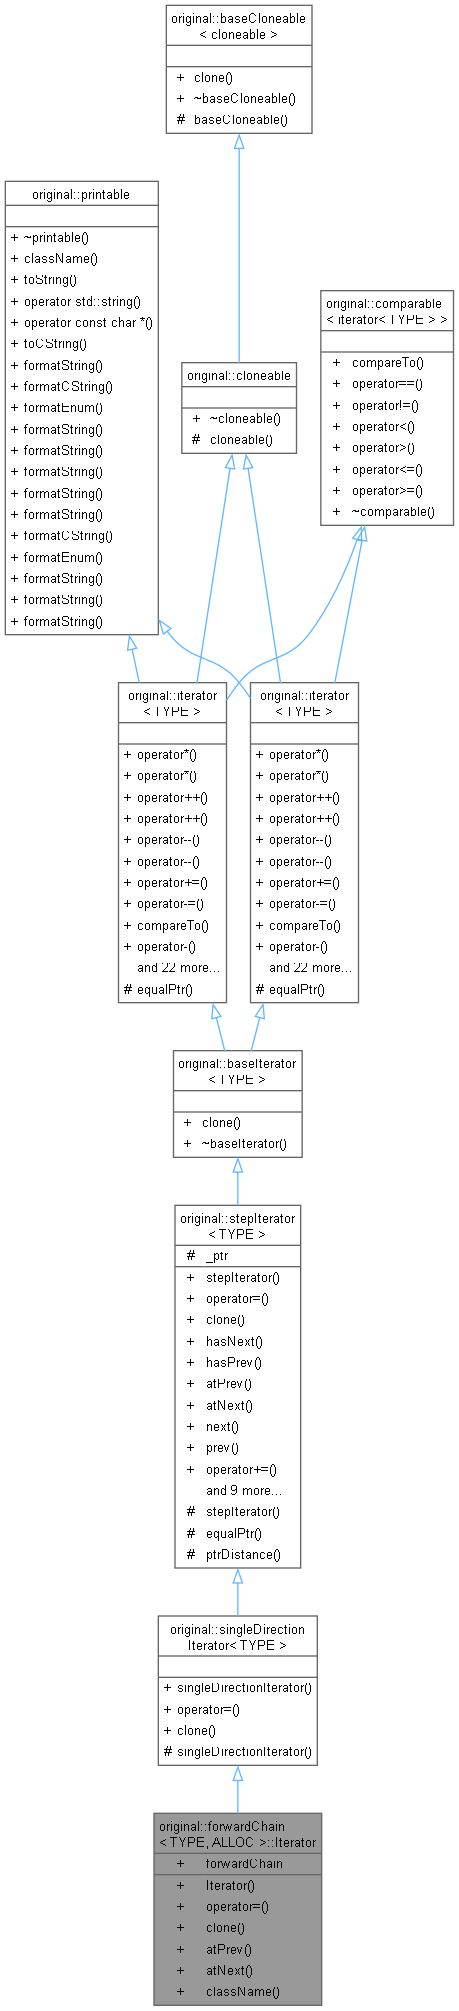 original::baseCloneable
< cloneable >
+ clone()
+ ~baseCloneable()
# baseCloneable()
original::printable
+ ~printable()
+ className()
+ toString()
+ operator std::string()
+ operator const char *()
+ toCString()
+ formatString()
+ formatCString()
+ formatEnum()
+ formatString()
+ formatString()
+ formatString()
+ formatString()
+ formatString()
+ formatCString()
+ formatEnum()
+ formatString()
+ formatString()
+ formatString()
original::comparable
< iterator< TYPE > >
+ compareTo()
+ operator==()
+ operator!=()
+ operator<()
+ operator>()
+ operator<=()
+ operator>=()
+ ~comparable()
original::cloneable
+ ~cloneable()
# cloneable()
original::iterator
< TYPE >
+ operator*()
+ operator*()
+ operator++()
+ operator++()
+ operator--()
+ operator--()
+ operator+=()
+ operator-=()
+ compareTo()
+ operator-()
and 22 more...
# equalPtr()
original::iterator
< TYPE >
+ operator*()
+ operator*()
+ operator++()
+ operator++()
+ operator--()
+ operator--()
+ operator+=()
+ operator-=()
+ compareTo()
+ operator-()
and 22 more...
# equalPtr()
original::baseIterator
< TYPE >
+ clone()
+ ~baseIterator()
original::stepIterator
< TYPE >
# _ptr
+ stepIterator()
+ operator=()
+ clone()
+ hasNext()
+ hasPrev()
+ atPrev()
+ atNext()
+ next()
+ prev()
+ operator+=()
and 9 more...
# stepIterator()
# equalPtr()
# ptrDistance()
original::singleDirection
Iterator< TYPE >
+ singleDirectionIterator()
+ operator=()
+ clone()
# singleDirectionIterator()
original::forwardChain
< TYPE, ALLOC >::Iterator
+ forwardChain
+ Iterator()
+ operator=()
+ clone()
+ atPrev()
+ atNext()
+ className()